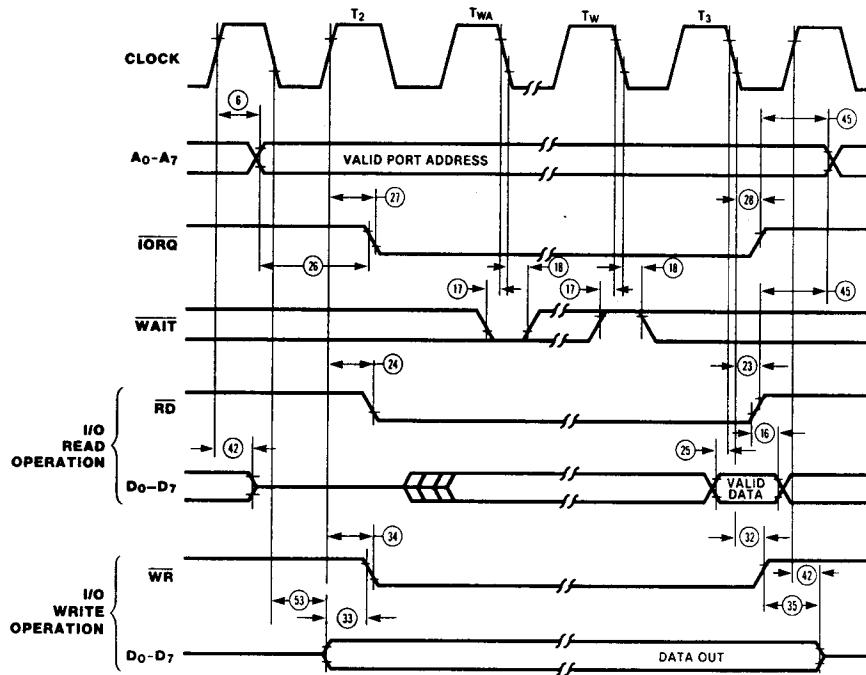 T2 TWA TW T3
CLOCK
6
45
A0–A7 VALID PORT ADDRESS
27
28
IORQ
26
18
18
17
17
45
WAIT
24
23
RD
I/O
READ
OPERATION
42
16
25
D0–D7
VALID
DATA
34
32
WR
42
I/O
WRITE
OPERATION
53
33
35
D0–D7 DATA OUT